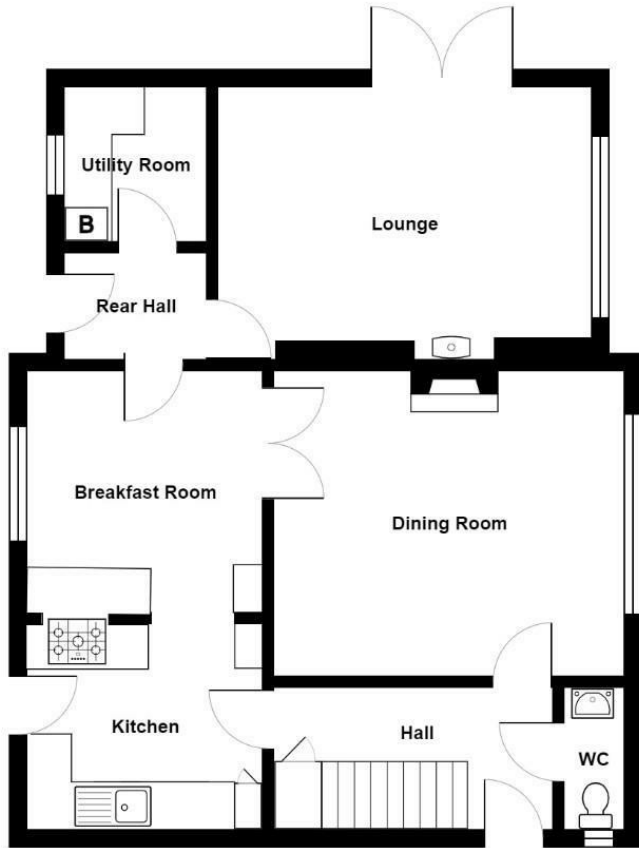 Utility Room
B
Lounge
Rear Hall
Breakfast Room
Dining Room
Kitchen
Hall
WC